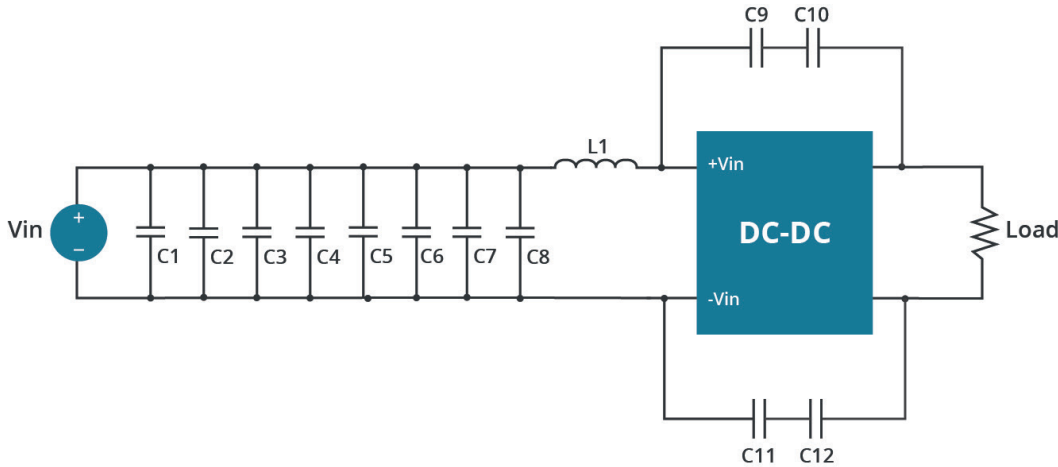 C9 C10
L1
+Vin
Vin
+
−
DC-DC
Load
C1 C2 C3 C4 C5 C6 C7 C8
-Vin
C11 C12